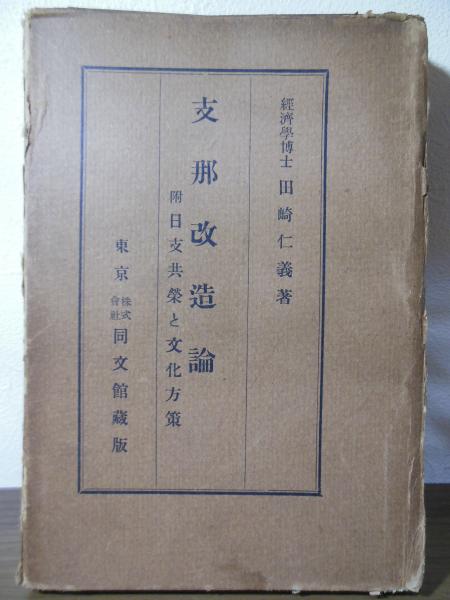 經濟學博士 田崎仁義著
支那改造論
附 日支共榮と文化方策
東京 株式會社 同文館藏版